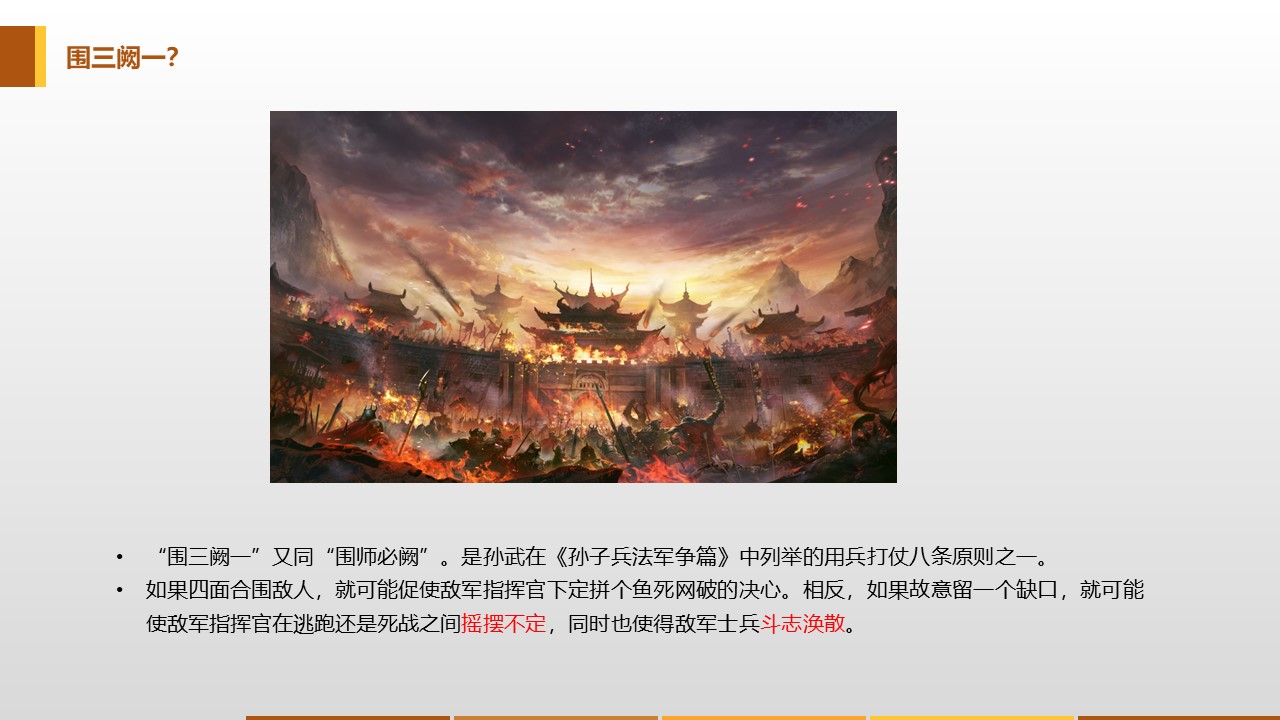 围三阙一？
• “围三阙一”又同“围师必阙”。是孙武在《孙子兵法军争篇》中列举的用兵打仗八条原则之一。
• 如果四面合围敌人，就可能促使敌军指挥官下定拼个鱼死网破的决心。相反，如果故意留一个缺口，就可能
使敌军指挥官在逃跑还是死战之间摇摆不定，同时也使得敌军士兵斗志涣散。